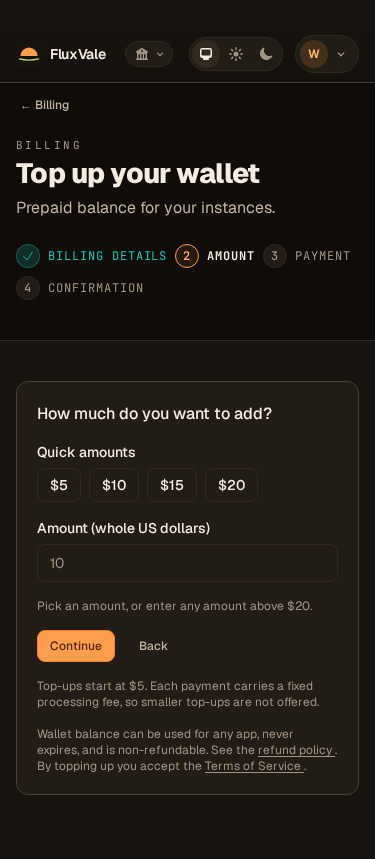 FluxVale
W
← Billing
BILLING
Top up your wallet
Prepaid balance for your instances.
BILLING DETAILS 2 AMOUNT 3 PAYMENT
4 CONFIRMATION
How much do you want to add?
Quick amounts
$5 $10 $15 $20
Amount (whole US dollars)
10
Pick an amount, or enter any amount above $20.
Continue Back
Top-ups start at $5. Each payment carries a fixed
processing fee, so smaller top-ups are not offered.
Wallet balance can be used for any app, never
expires, and is non-refundable. See the refund policy .
By topping up you accept the Terms of Service .